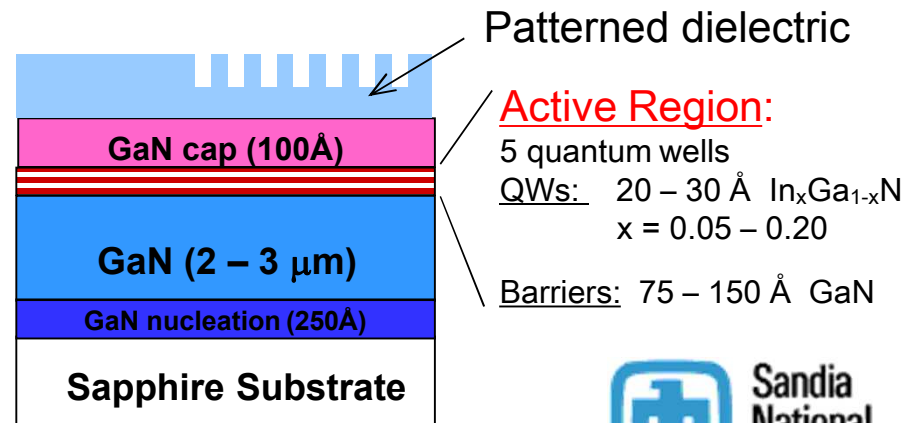 Patterned dielectric
GaN cap (100Å)
Active Region:
5 quantum wells
QWs: 20 – 30 Å InₓGa₁₋ₓN
x = 0.05 – 0.20
Barriers: 75 – 150 Å GaN
GaN (2 – 3 μm)
GaN nucleation (250Å)
Sapphire Substrate
Sandia
National